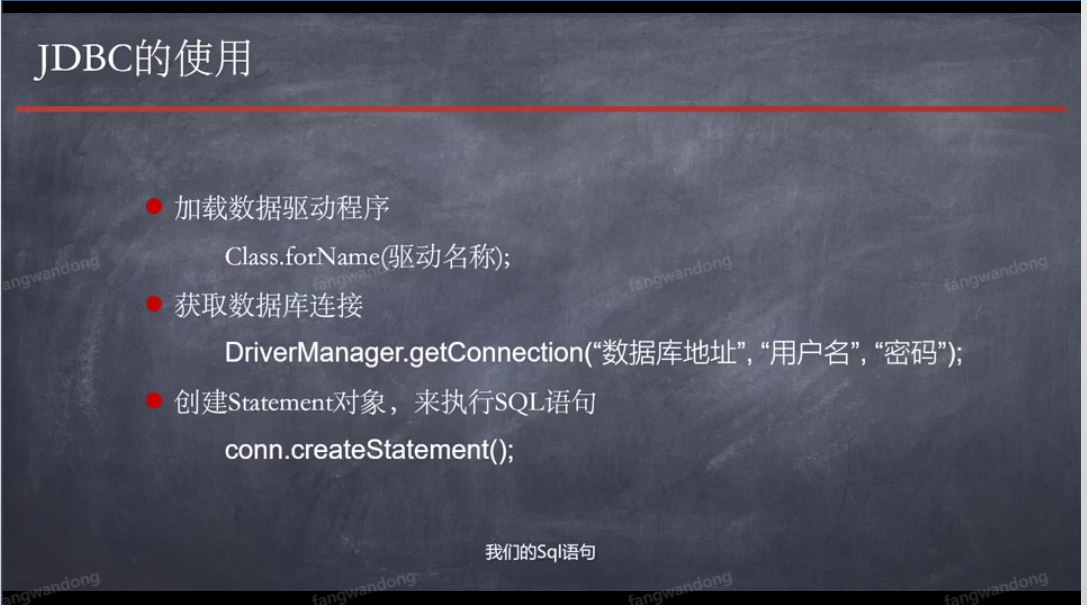 JDBC的使用
加载数据驱动程序
Class.forName(驱动名称);
fangwandong
fangwandong
fangwandong
fangwandong
获取数据库连接
DriverManager.getConnection(“数据库地址”, “用户名”, “密码”);
创建Statement对象，来执行SQL语句
conn.createStatement();
我们的Sql语句
angwandong
fangwandong
fangwandong
fangwandong